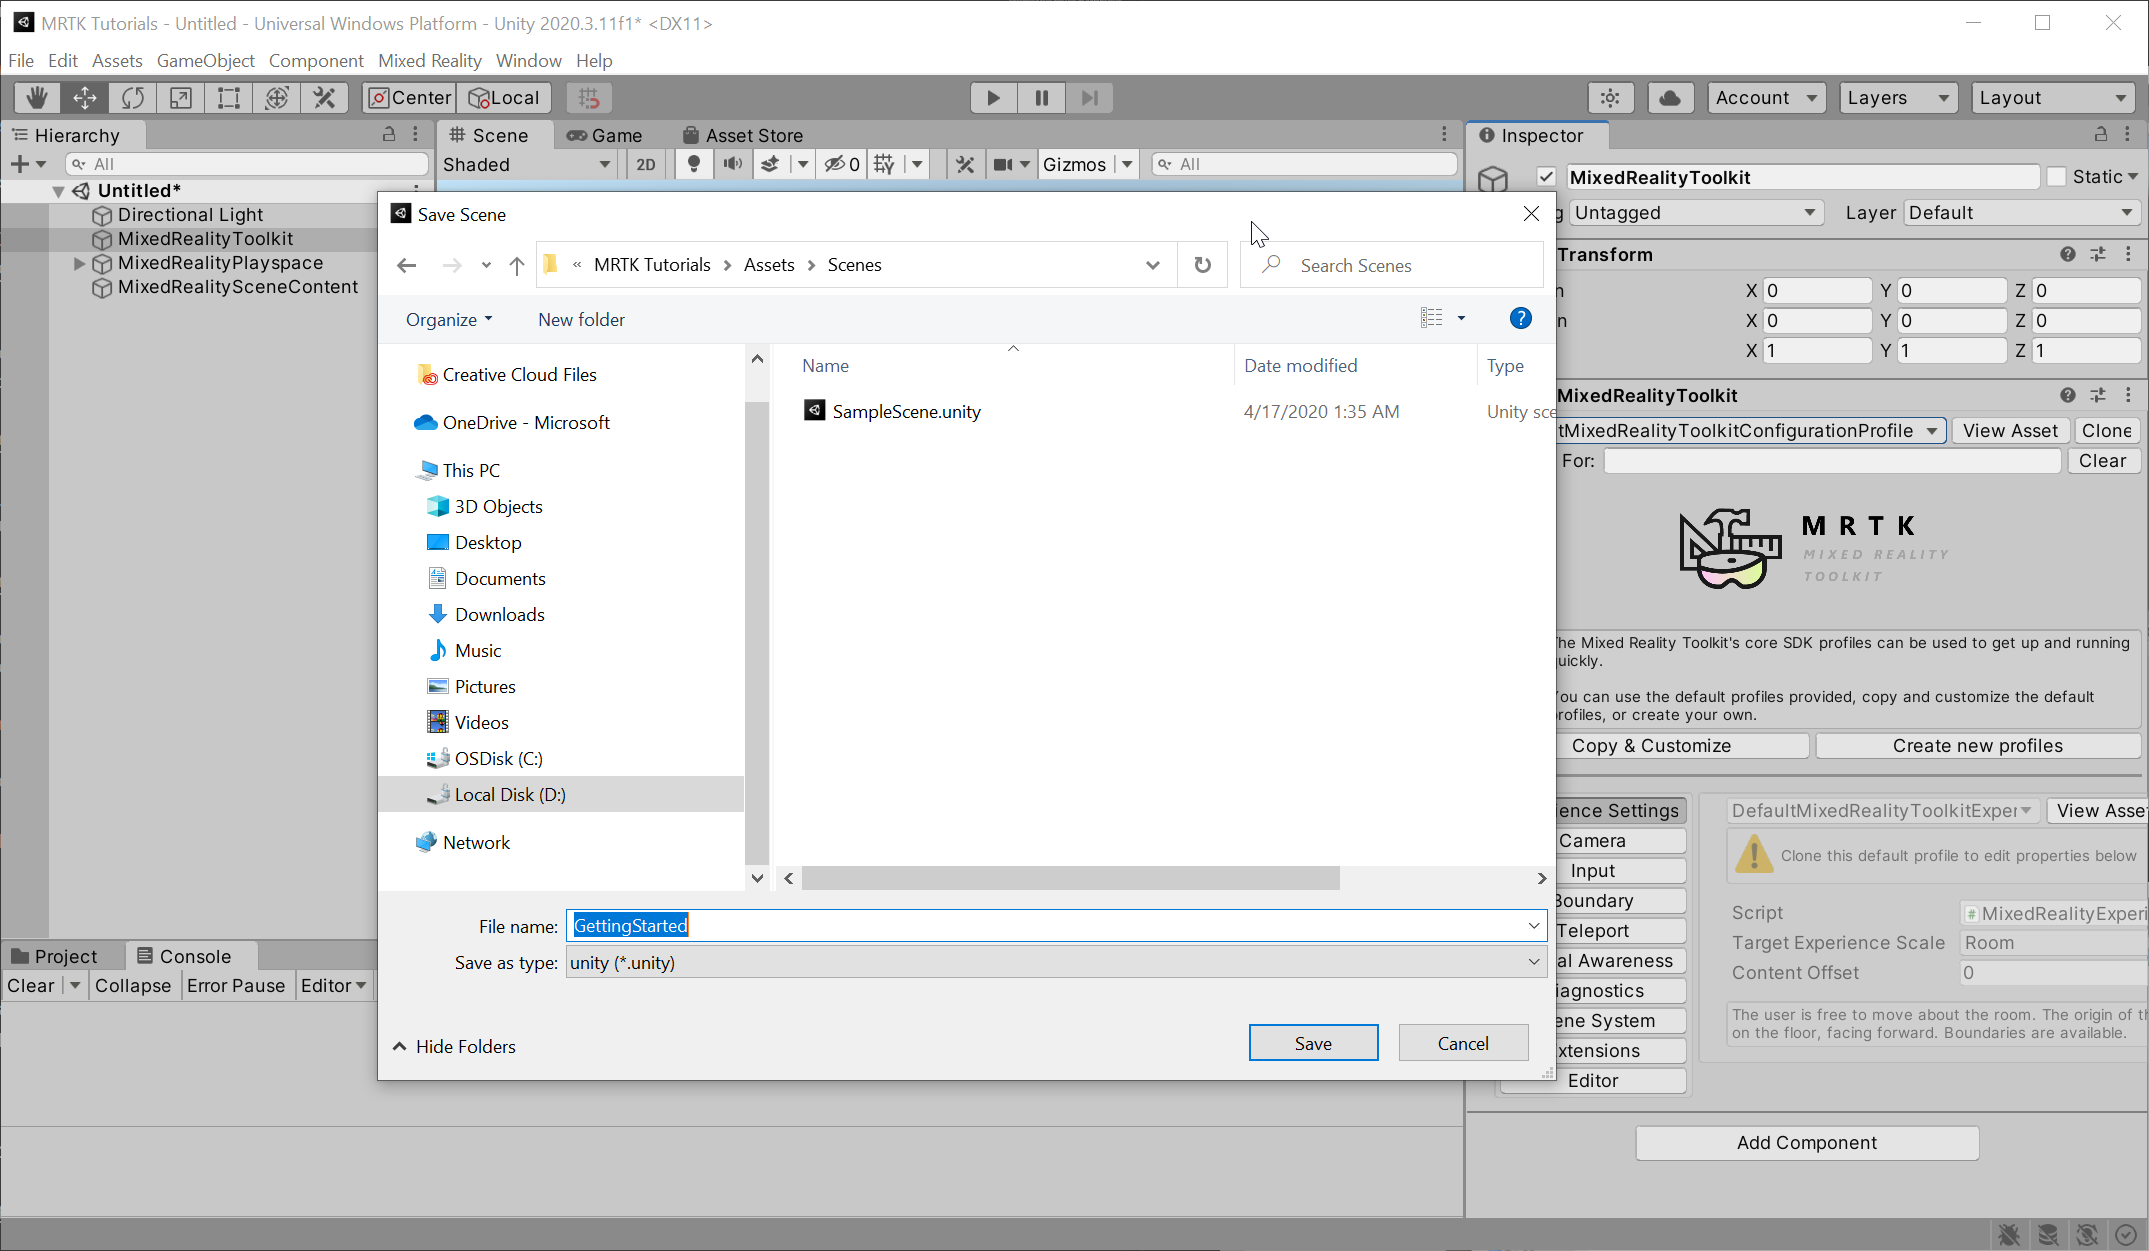 MRTK Tutorials - Untitled - Universal Windows Platform - Unity 2020.3.11f1* <DX11>
File Edit Assets GameObject Component Mixed Reality Window Help
Center Local Account Layers Layout
Hierarchy
All
Untitled*
Directional Light
MixedRealityToolkit
MixedRealityPlayspace
MixedRealitySceneContent
Scene Game Asset Store
Shaded 2D 0 Gizmos All
Save Scene
« MRTK Tutorials > Assets > Scenes
Search Scenes
Organize New folder
Creative Cloud Files
OneDrive - Microsoft
This PC
3D Objects
Desktop
Documents
Downloads
Music
Pictures
Videos
OSDisk (C:)
Local Disk (D:)
Network
Name Date modified Type
SampleScene.unity 4/17/2020 1:35 AM Unity sce
File name: GettingStarted
Save as type: unity (*.unity)
Hide Folders
Save Cancel
Project Console
Clear Collapse Error Pause Editor
Inspector
MixedRealityToolkit Static
g Untagged Layer Default
Transform
n X 0 Y 0 Z 0
n X 0 Y 0 Z 0
X 1 Y 1 Z 1
MixedRealityToolkit
tMixedRealityToolkitConfigurationProfile View Asset Clone
For: Clear
MRTK
MIXED REALITY
TOOLKIT
he Mixed Reality Toolkit's core SDK profiles can be used to get up and running
uickly.
ou can use the default profiles provided, copy and customize the default
rofiles, or create your own.
Copy & Customize Create new profiles
ence Settings
Camera
Input
Boundary
Teleport
al Awareness
iagnostics
ene System
xtensions
Editor
DefaultMixedRealityToolkitExper View Asse
Clone this default profile to edit properties below
Script # MixedRealityExperi
Target Experience Scale Room
Content Offset 0
The user is free to move about the room. The origin of th
on the floor, facing forward. Boundaries are available.
Add Component